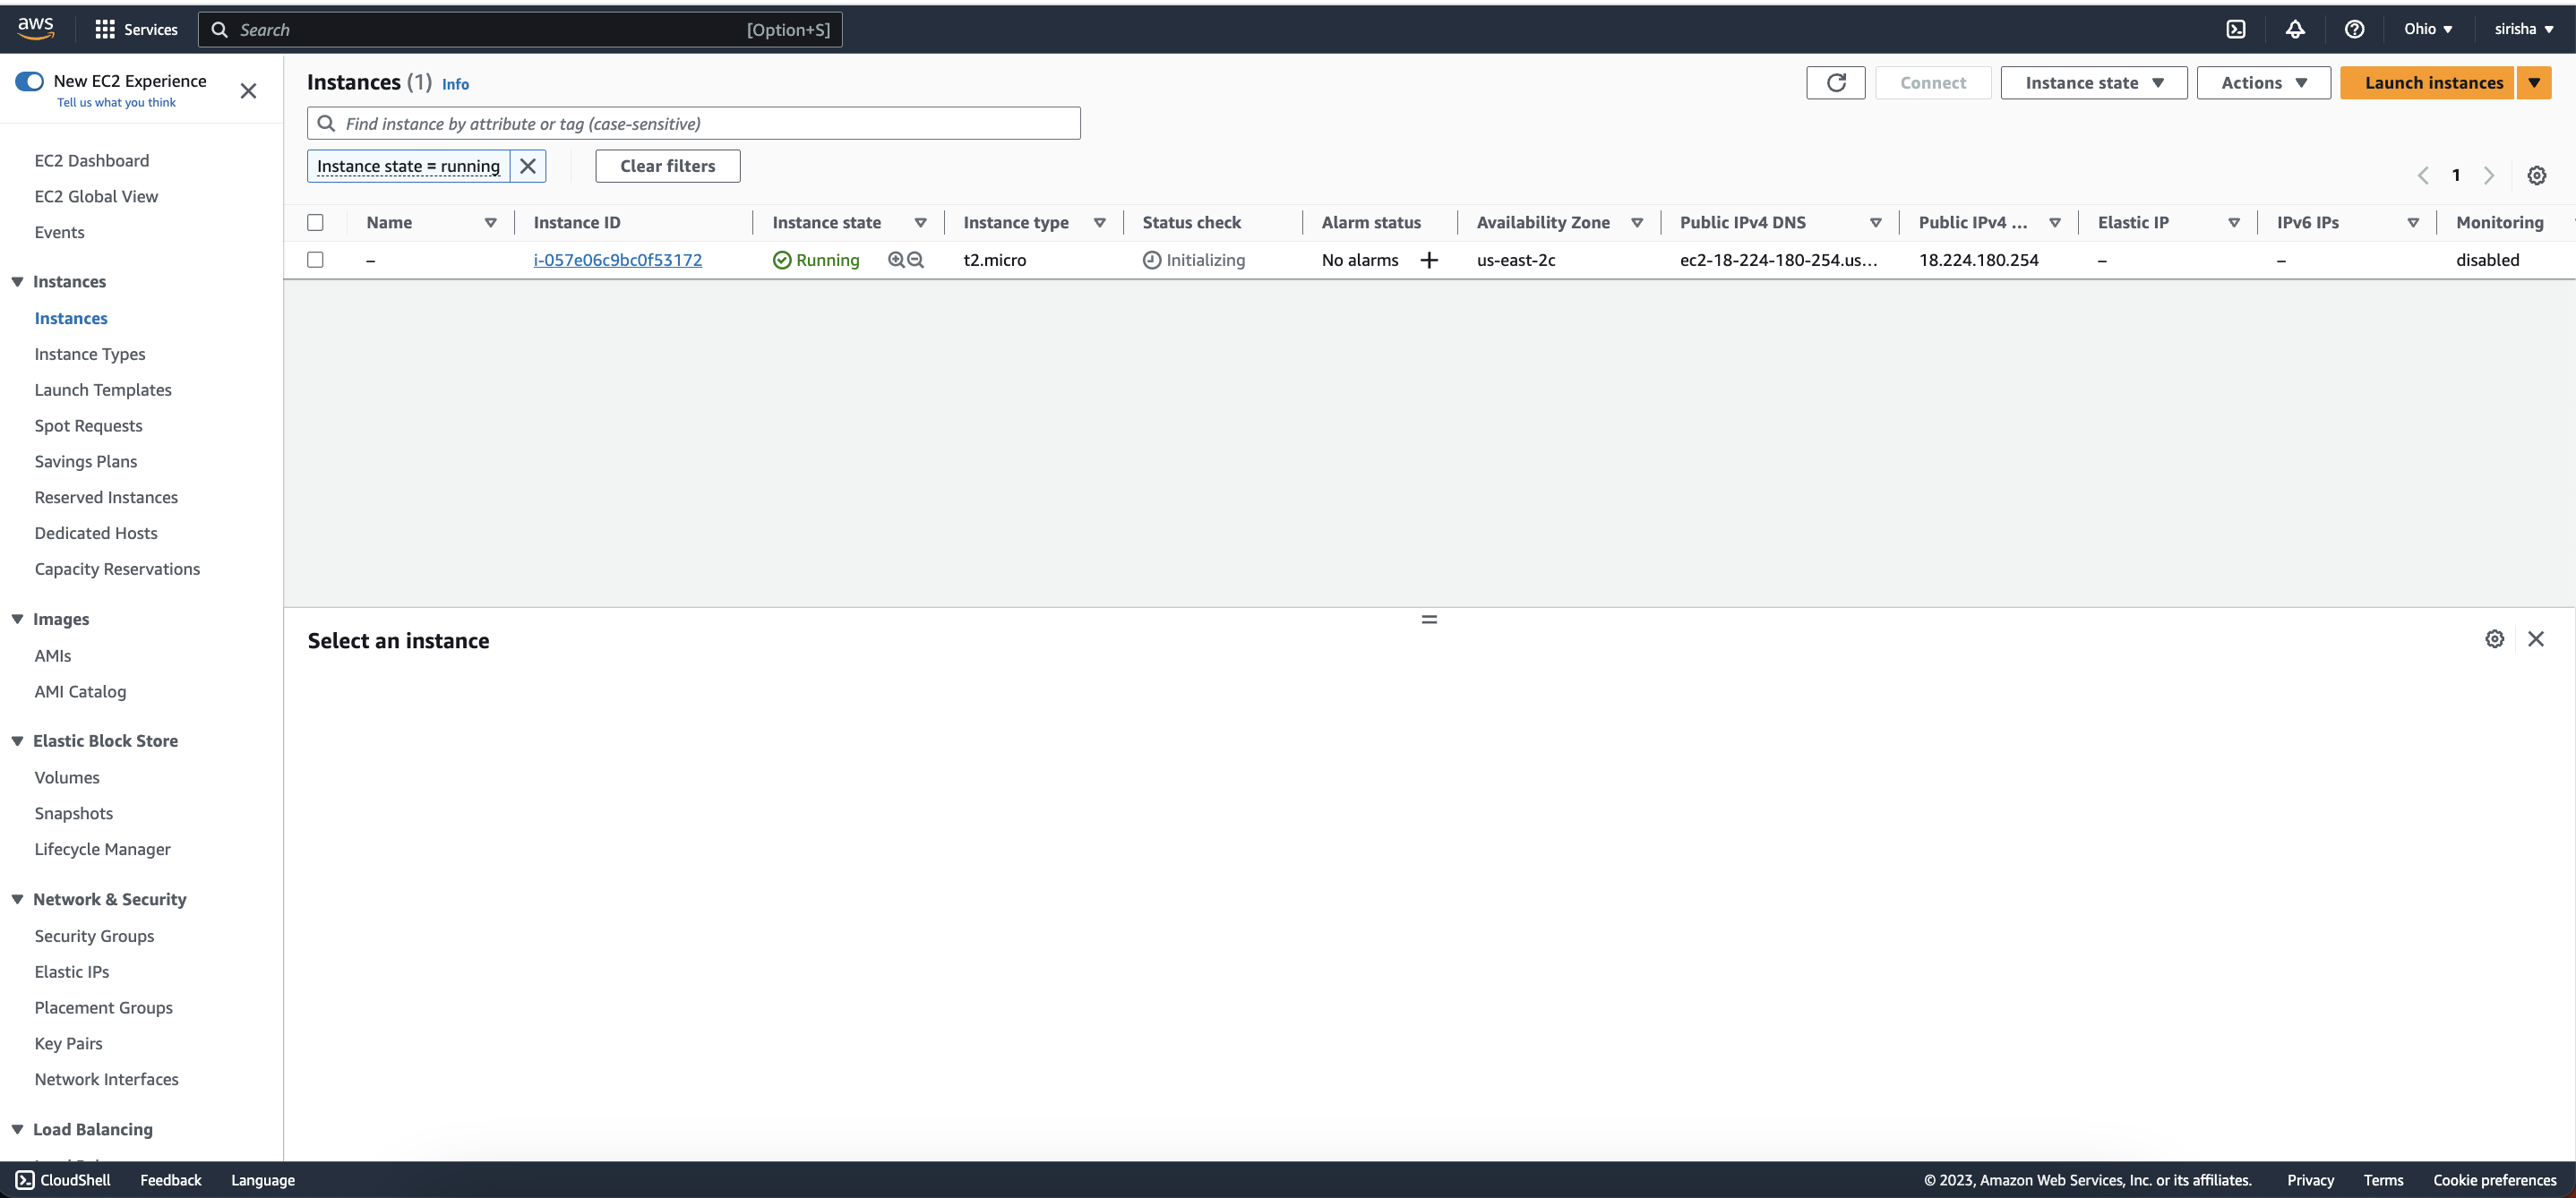 aws Services Search [Option+S] Ohio sirisha
New EC2 Experience
Tell us what you think
EC2 Dashboard
EC2 Global View
Events
Instances
Instances
Instance Types
Launch Templates
Spot Requests
Savings Plans
Reserved Instances
Dedicated Hosts
Capacity Reservations
Images
AMIs
AMI Catalog
Elastic Block Store
Volumes
Snapshots
Lifecycle Manager
Network & Security
Security Groups
Elastic IPs
Placement Groups
Key Pairs
Network Interfaces
Load Balancing
Instances (1) Info
Connect Instance state Actions Launch instances
Find instance by attribute or tag (case-sensitive)
Instance state = running Clear filters
1
Name Instance ID Instance state Instance type Status check Alarm status Availability Zone Public IPv4 DNS Public IPv4 ... Elastic IP IPv6 IPs Monitoring
– i-057e06c9bc0f53172 Running t2.micro Initializing No alarms + us-east-2c ec2-18-224-180-254.us... 18.224.180.254 – – disabled
Select an instance
CloudShell Feedback Language © 2023, Amazon Web Services, Inc. or its affiliates. Privacy Terms Cookie preferences